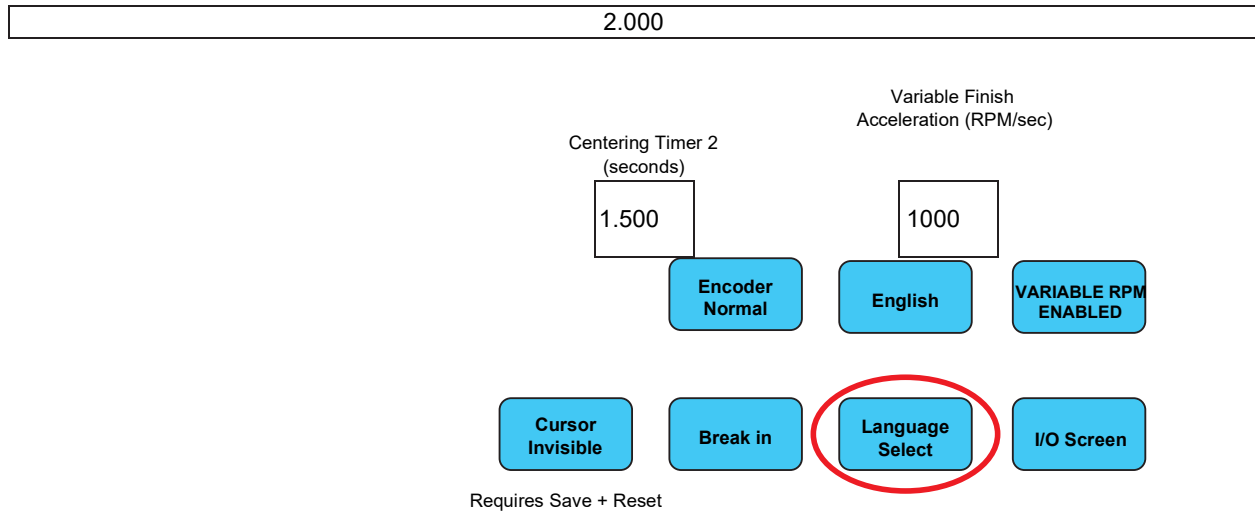 2.000
Variable Finish
Acceleration (RPM/sec)
Centering Timer 2
(seconds)
1.500
1000
Encoder
Normal
English
VARIABLE RPM
ENABLED
Cursor
Invisible
Break in
Language
Select
I/O Screen
Requires Save + Reset